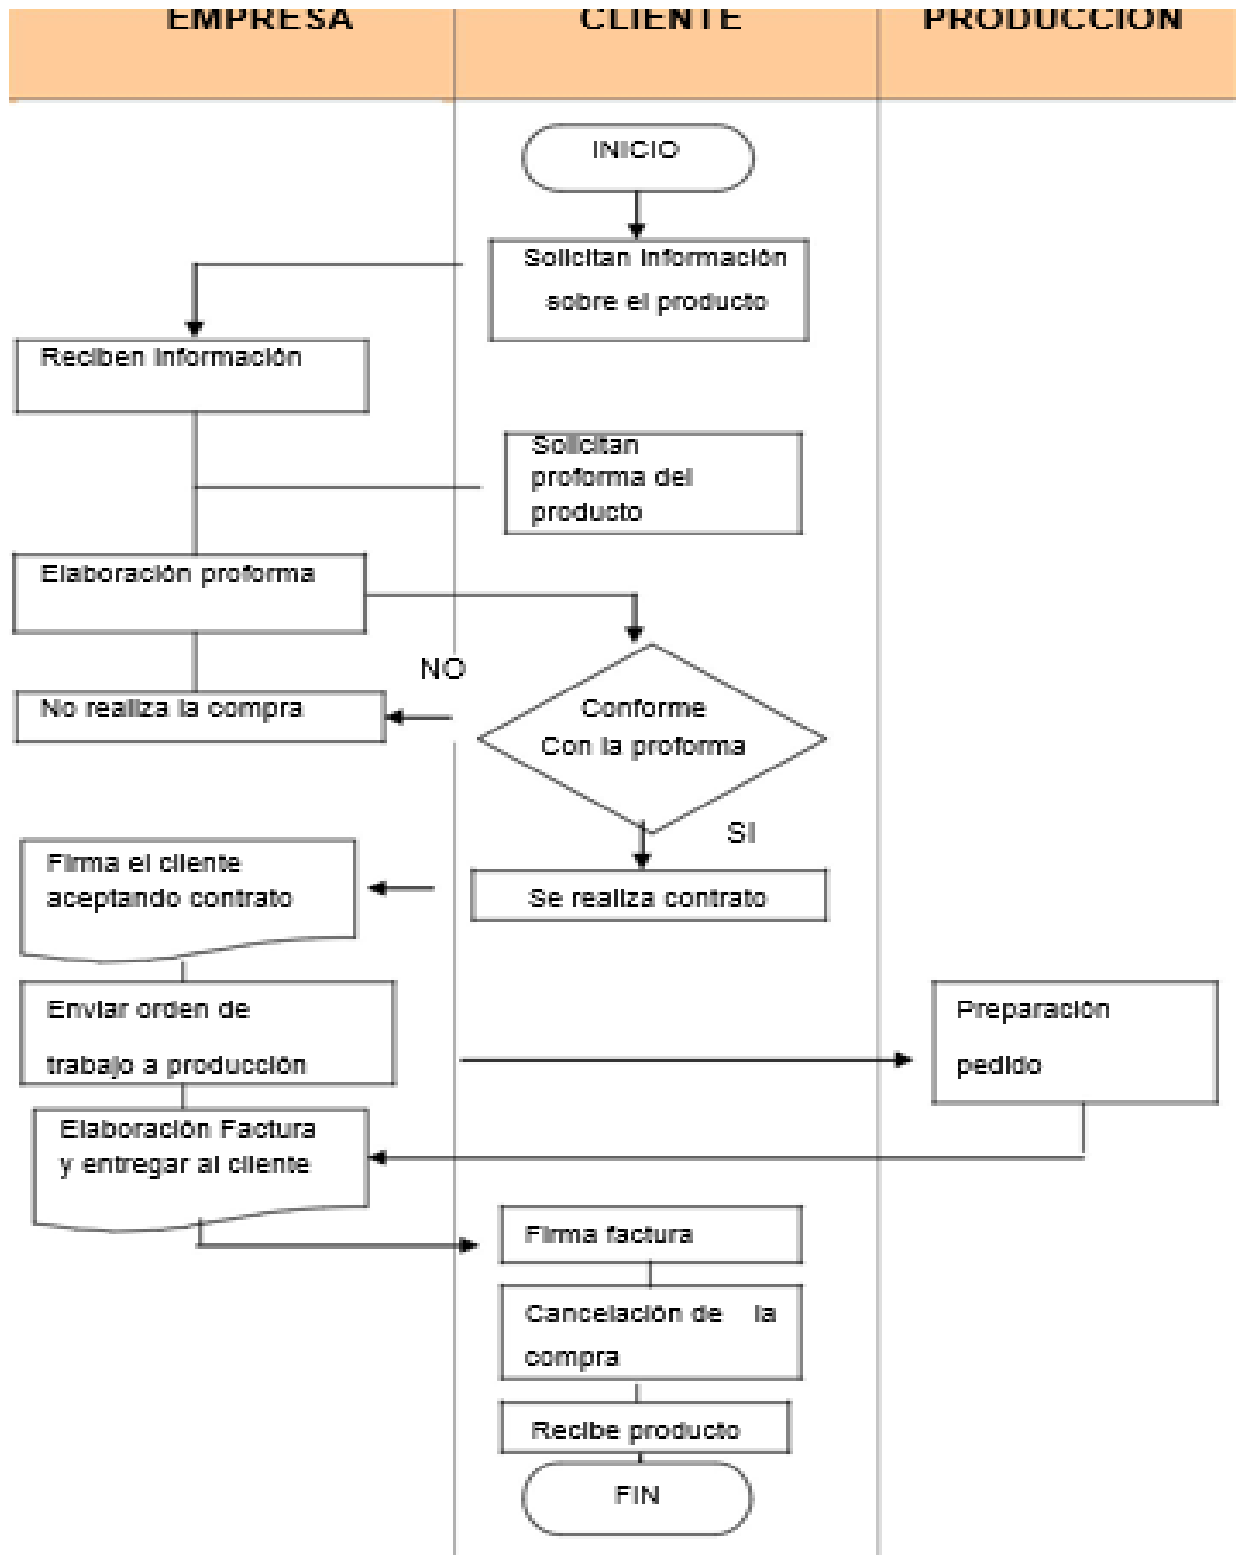 EMPRESA CLIENTE PRODUCCIÓN
INICIO
Solicitan información
sobre el producto
Reciben información
Solicitan
proforma del
producto
Elaboración proforma
NO
No realiza la compra
Conforme
Con la proforma
SI
Firma el cliente
aceptando contrato
Se realiza contrato
Enviar orden de
trabajo a producción
Preparación
pedido
Elaboración Factura
y entregar al cliente
Firma factura
Cancelación de la
compra
Recibe producto
FIN